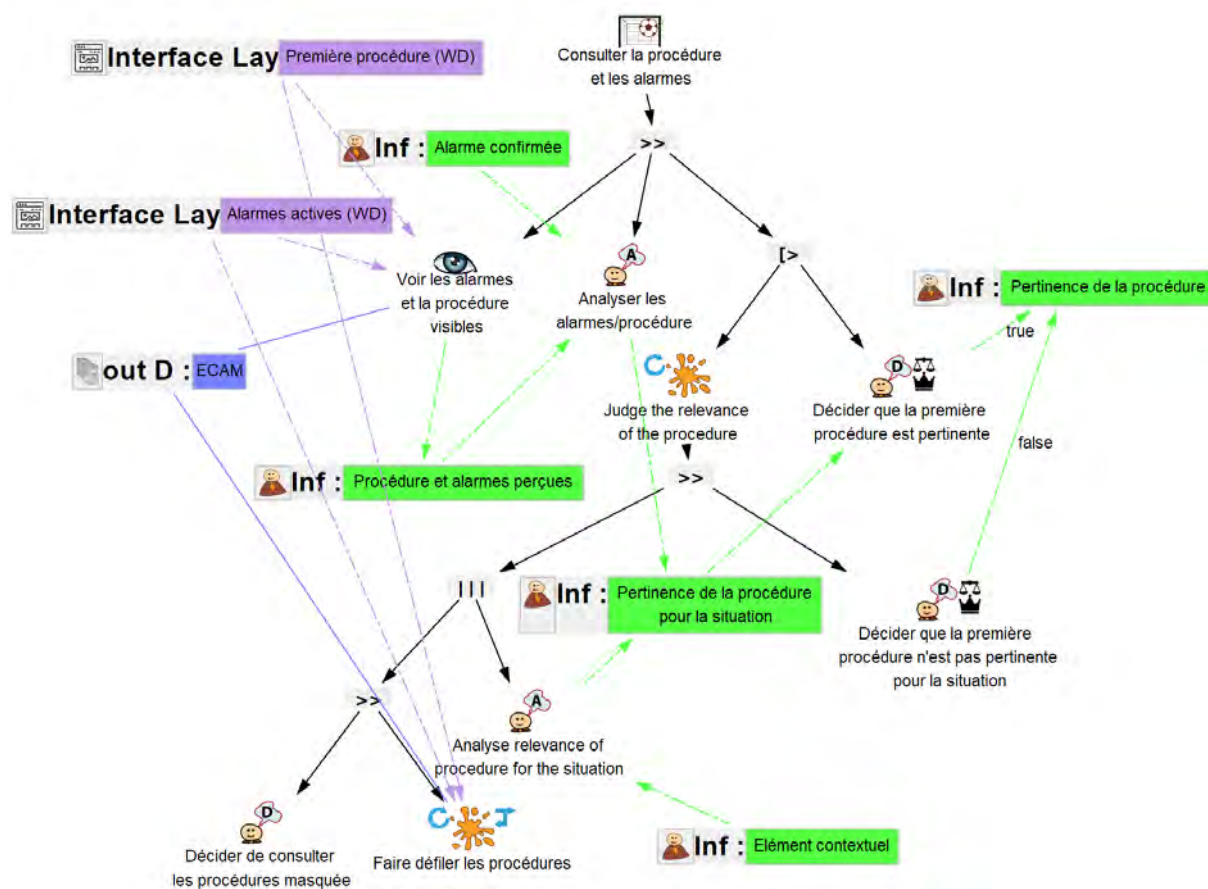 Consulter la procédure
et les alarmes
Interface Lay
Première procédure (WD)
>>
Inf :
Alarme confirmée
Interface Lay
Alarmes actives (WD)
Voir les alarmes
et la procédure
visibles
A
Analyser les
alarmes/procédure
[>
Inf :
Pertinence de la procédure
true
out D :
ECAM
Judge the relevance
of the procedure
D
Décider que la première
procédure est pertinente
false
Inf :
Procédure et alarmes perçues
>>
|||
Inf :
Pertinence de la procédure
pour la situation
D
Décider que la première
procédure n'est pas pertinente
pour la situation
>>
A
Analyse relevance of
procedure for the situation
D
Décider de consulter
les procédures masquée
Faire défiler les procédures
Inf :
Elément contextuel